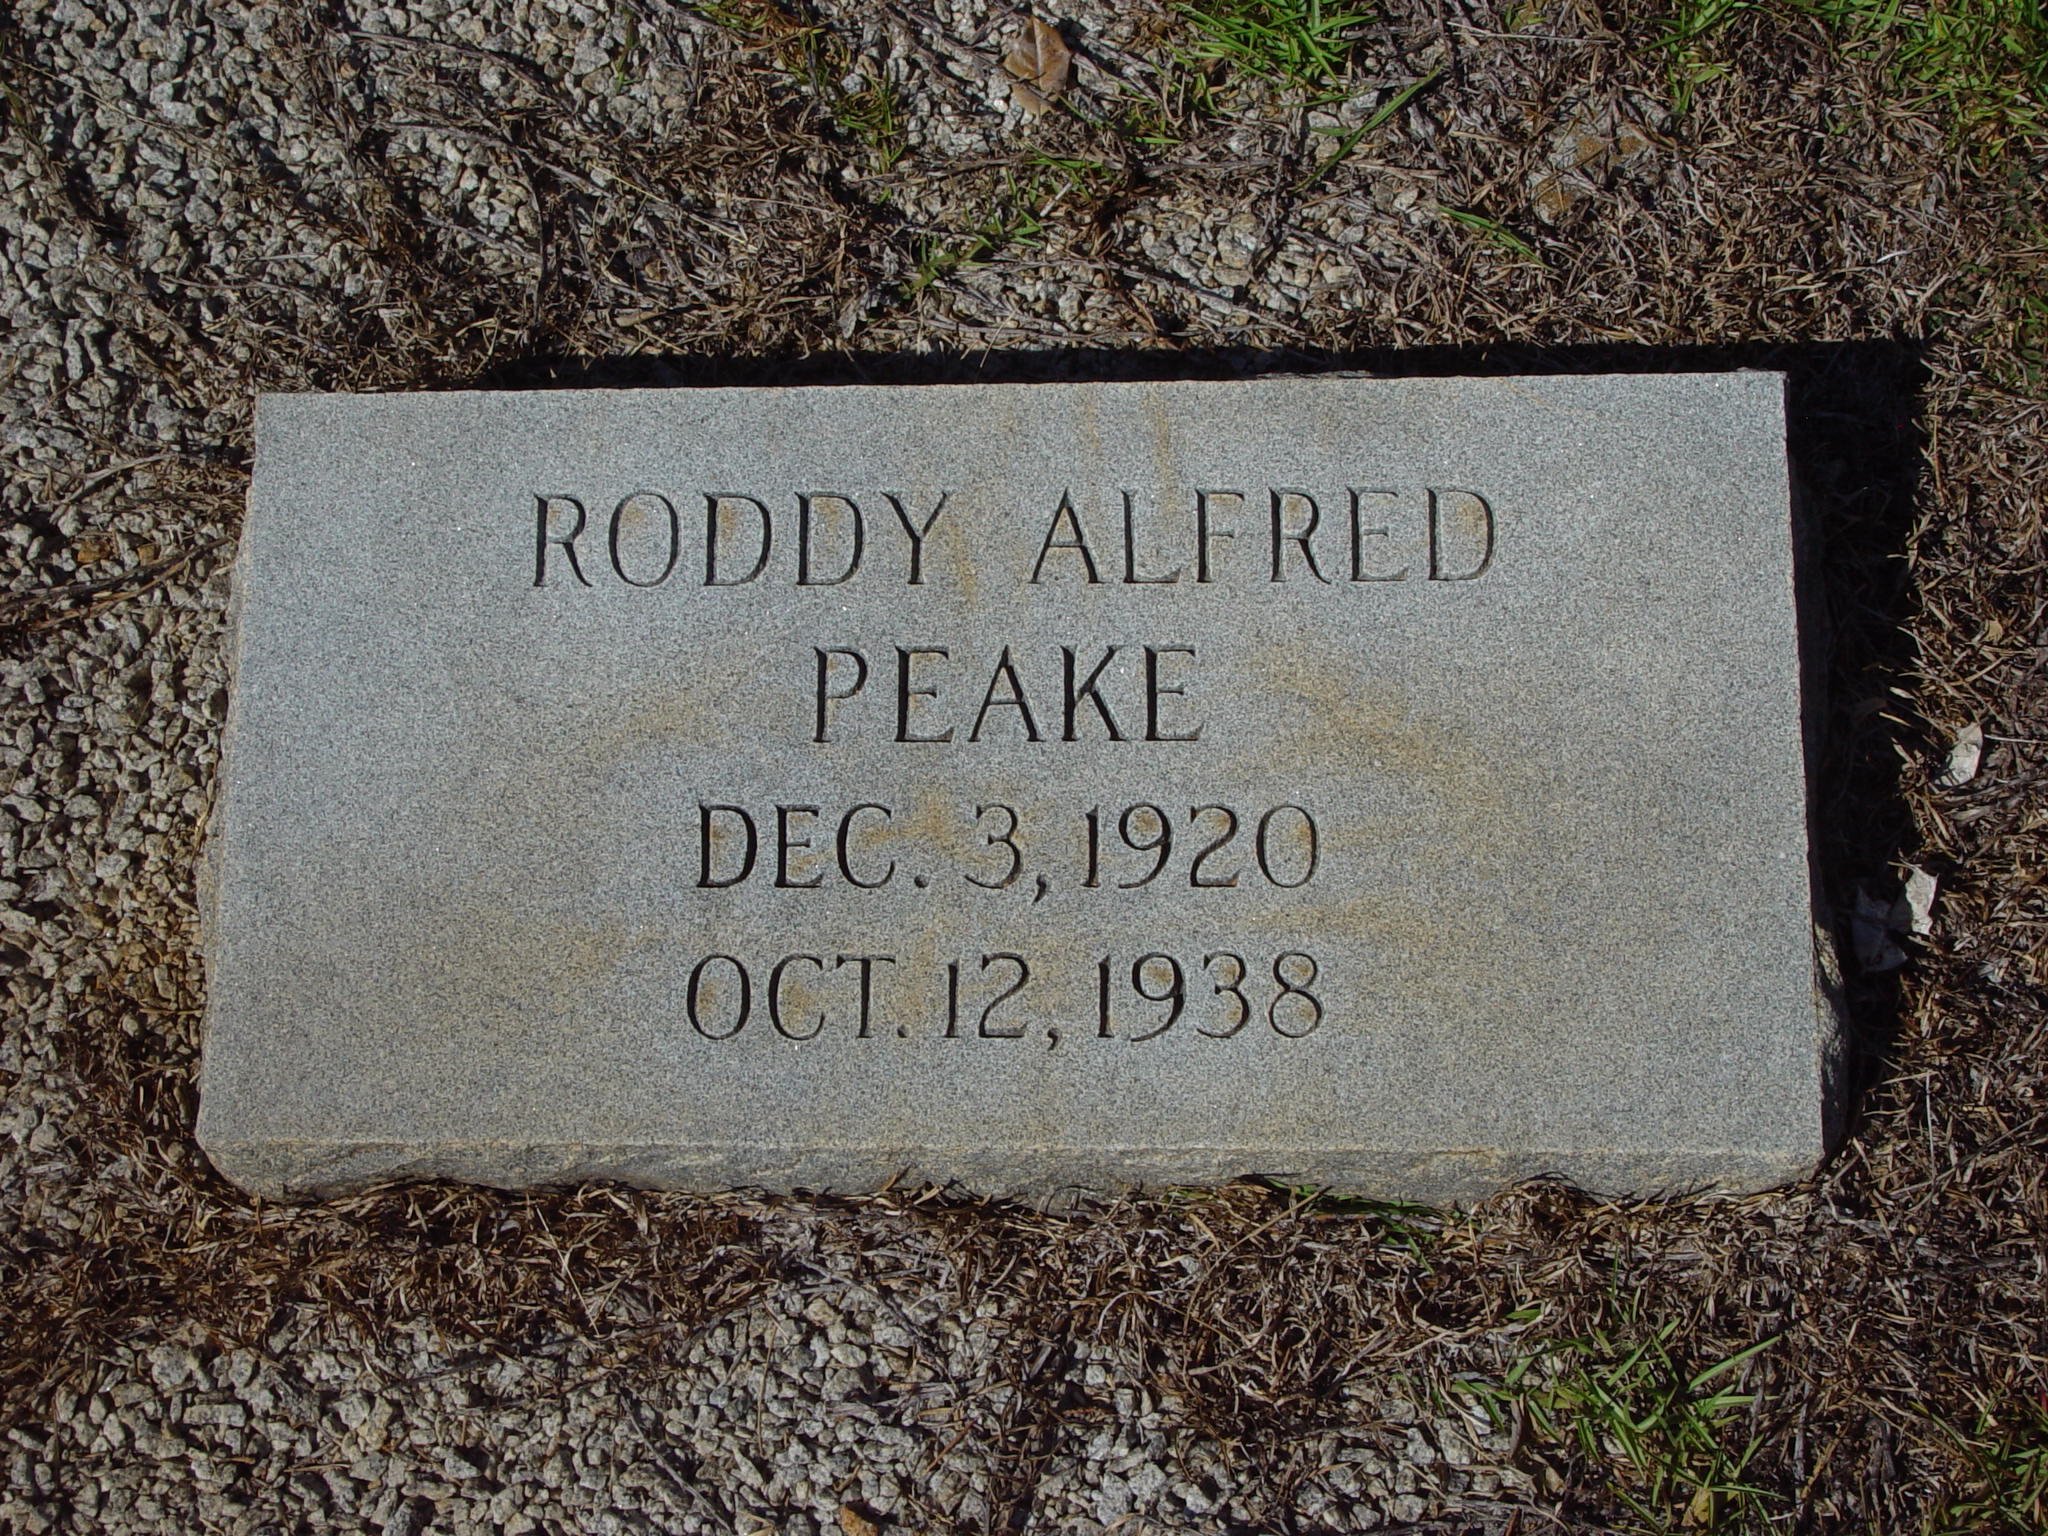 RODDY ALFRED
PEAKE
DEC. 3, 1920
OCT. 12, 1938